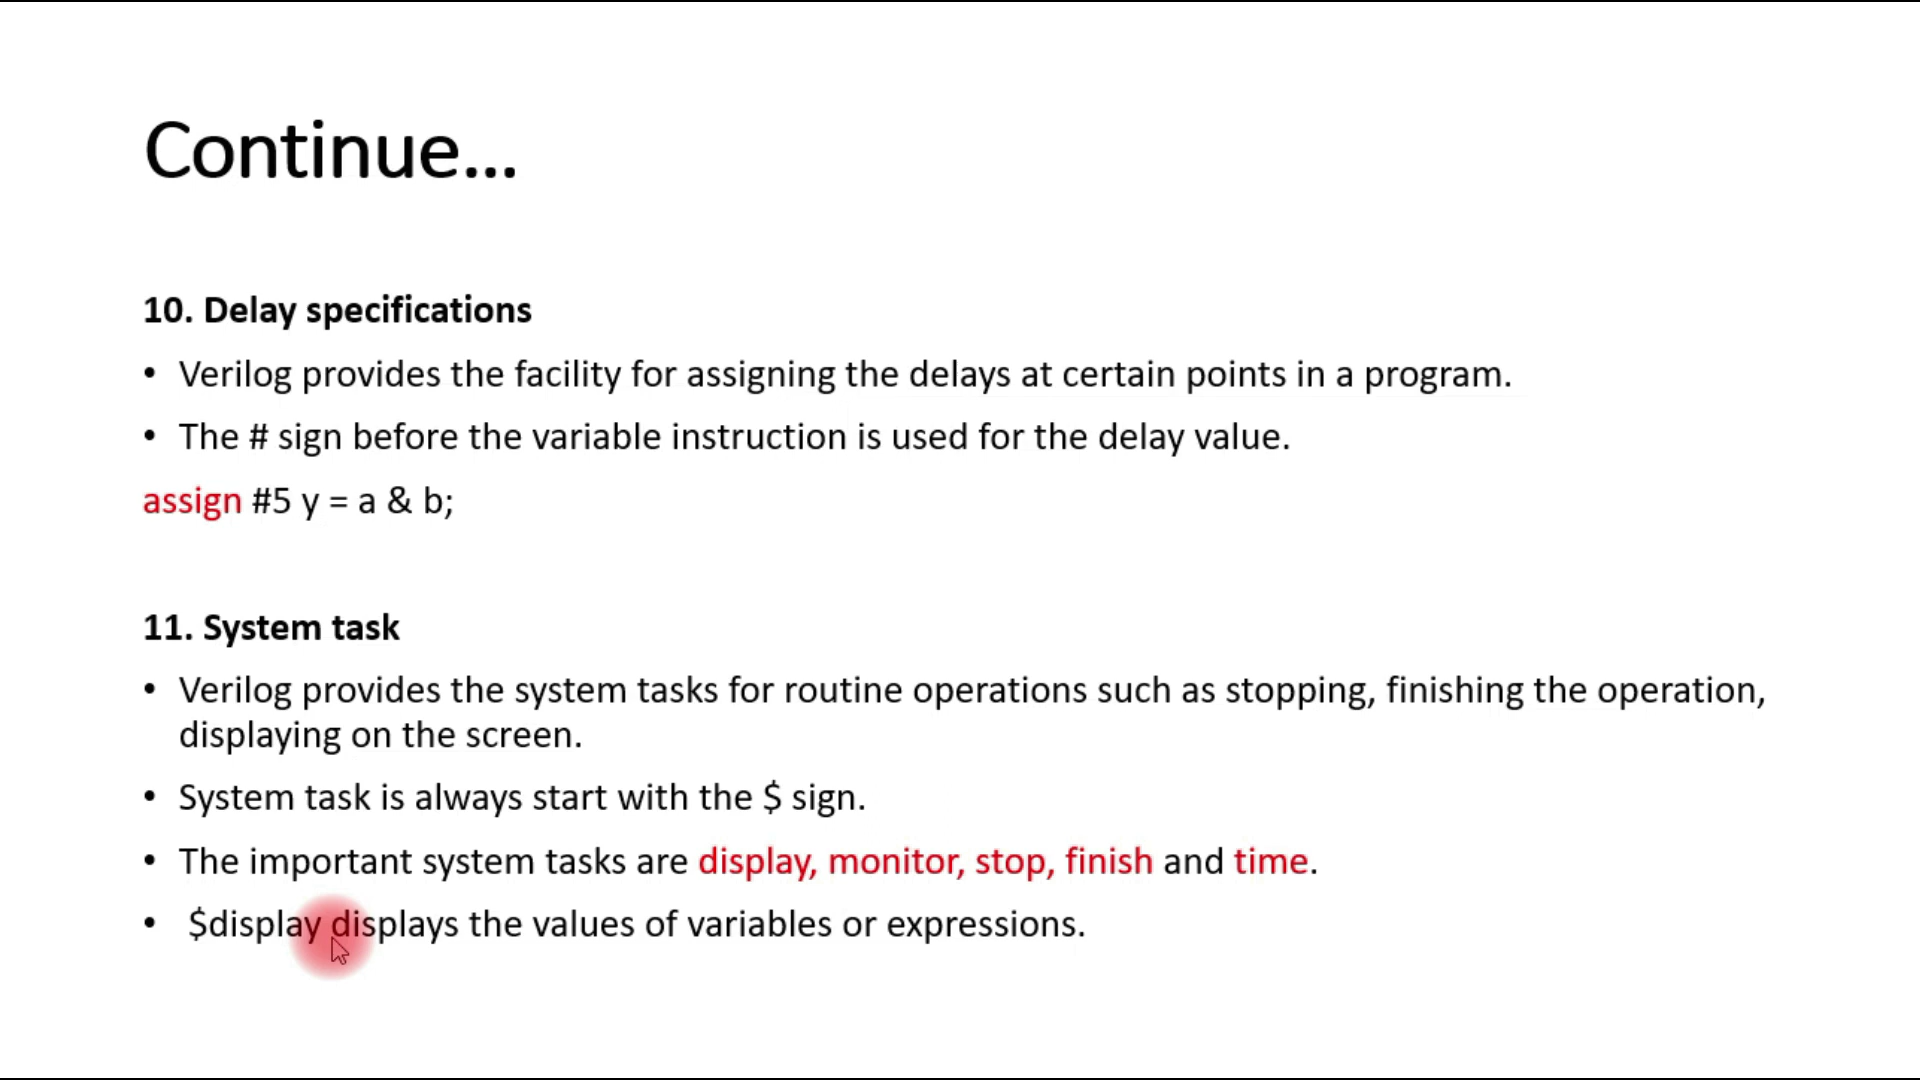 Continue...
10. Delay specifications
• Verilog provides the facility for assigning the delays at certain points in a program.
• The # sign before the variable instruction is used for the delay value.
assign #5 y = a & b;
11. System task
• Verilog provides the system tasks for routine operations such as stopping, finishing the operation,
displaying on the screen.
• System task is always start with the $ sign.
• The important system tasks are display, monitor, stop, finish and time.
• $display displays the values of variables or expressions.